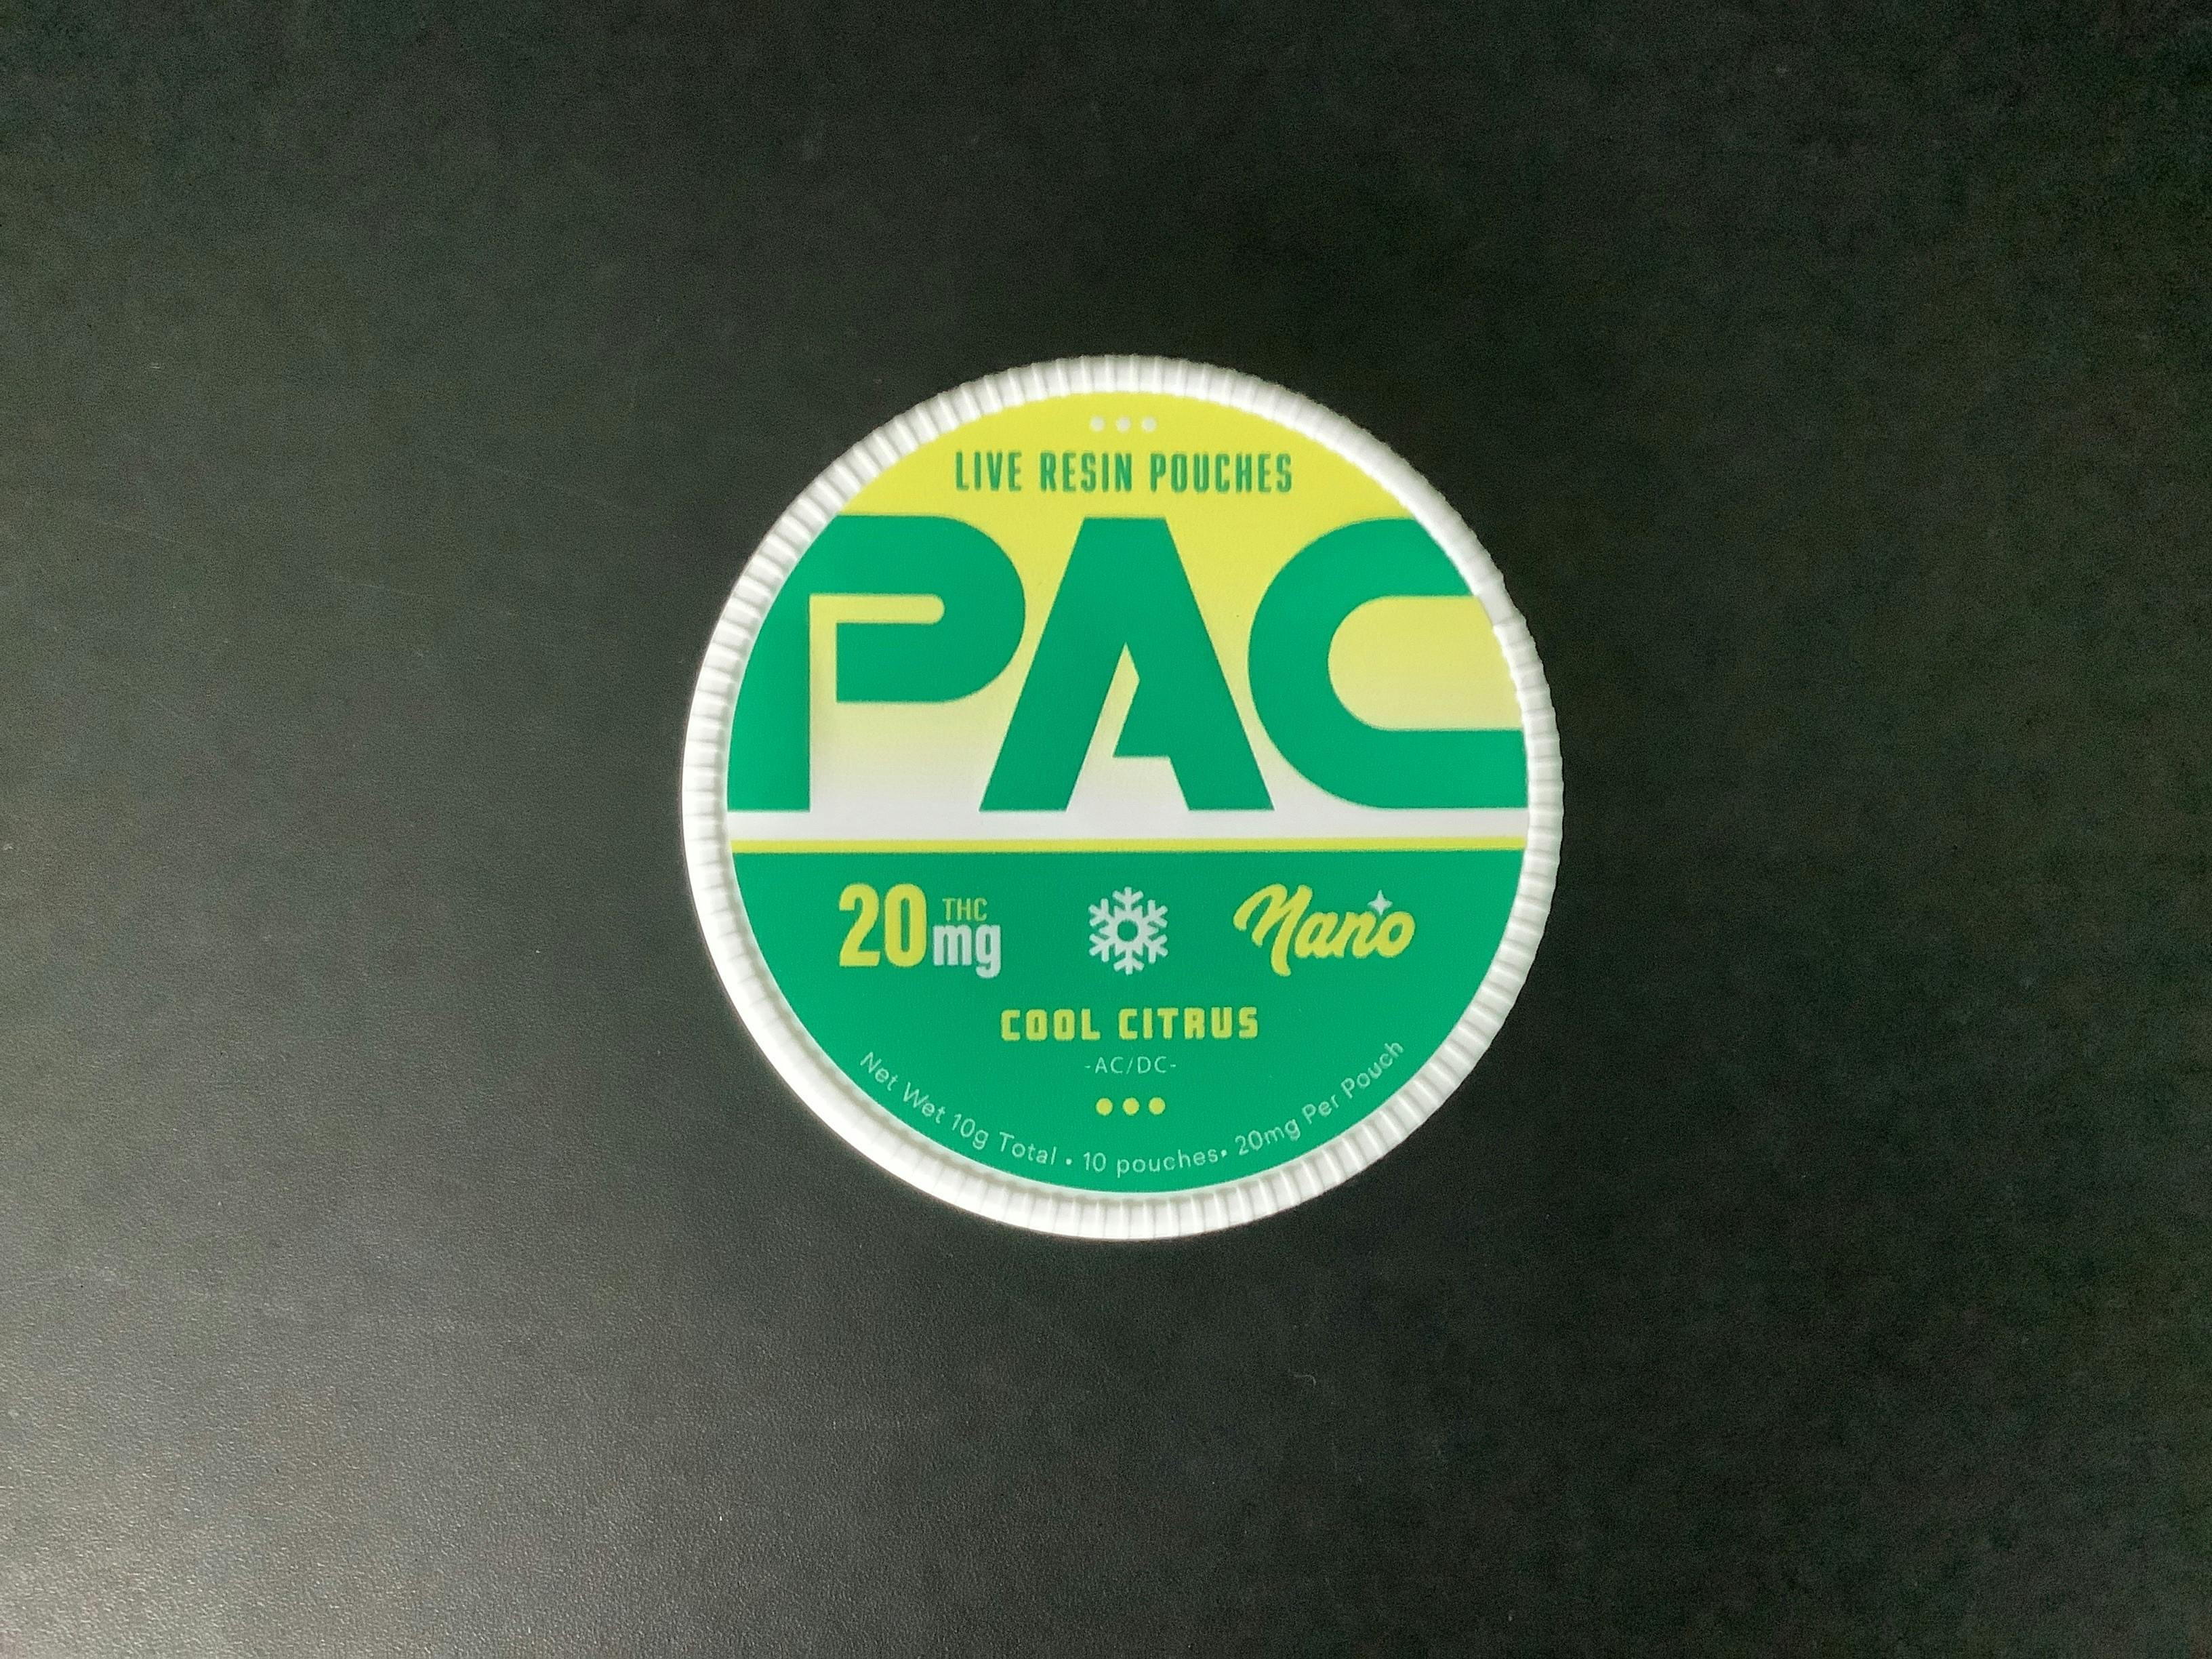 LIVE RESIN POUCHES
PAC
20 THC mg
Nano
COOL CITRUS
-AC/DC-
Net Wet 10g Total • 10 pouches• 20mg Per Pouch